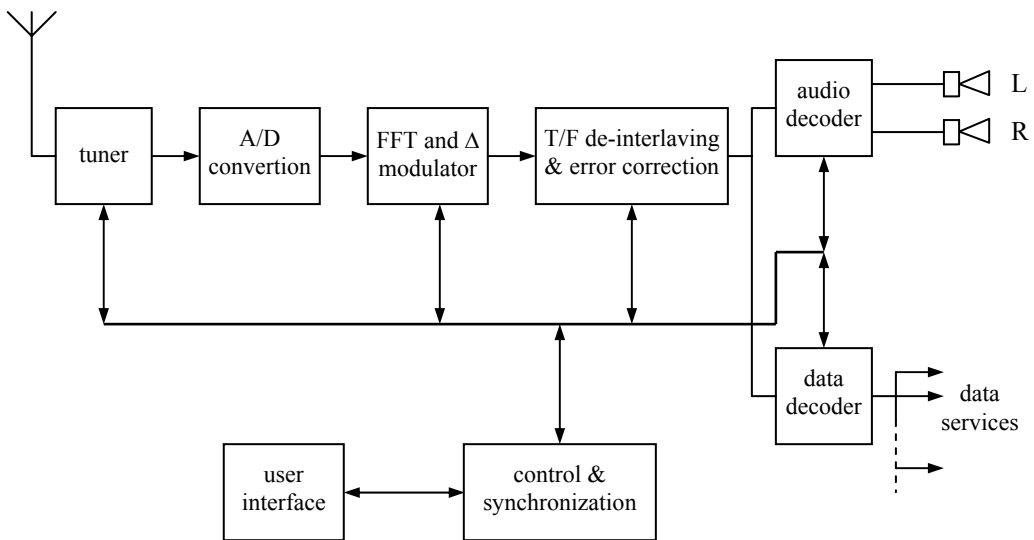 tuner
A/D
convertion
FFT and Δ
modulator
T/F de-interlaving
& error correction
audio
decoder
L
R
data
decoder
data
services
user
interface
control &
synchronization